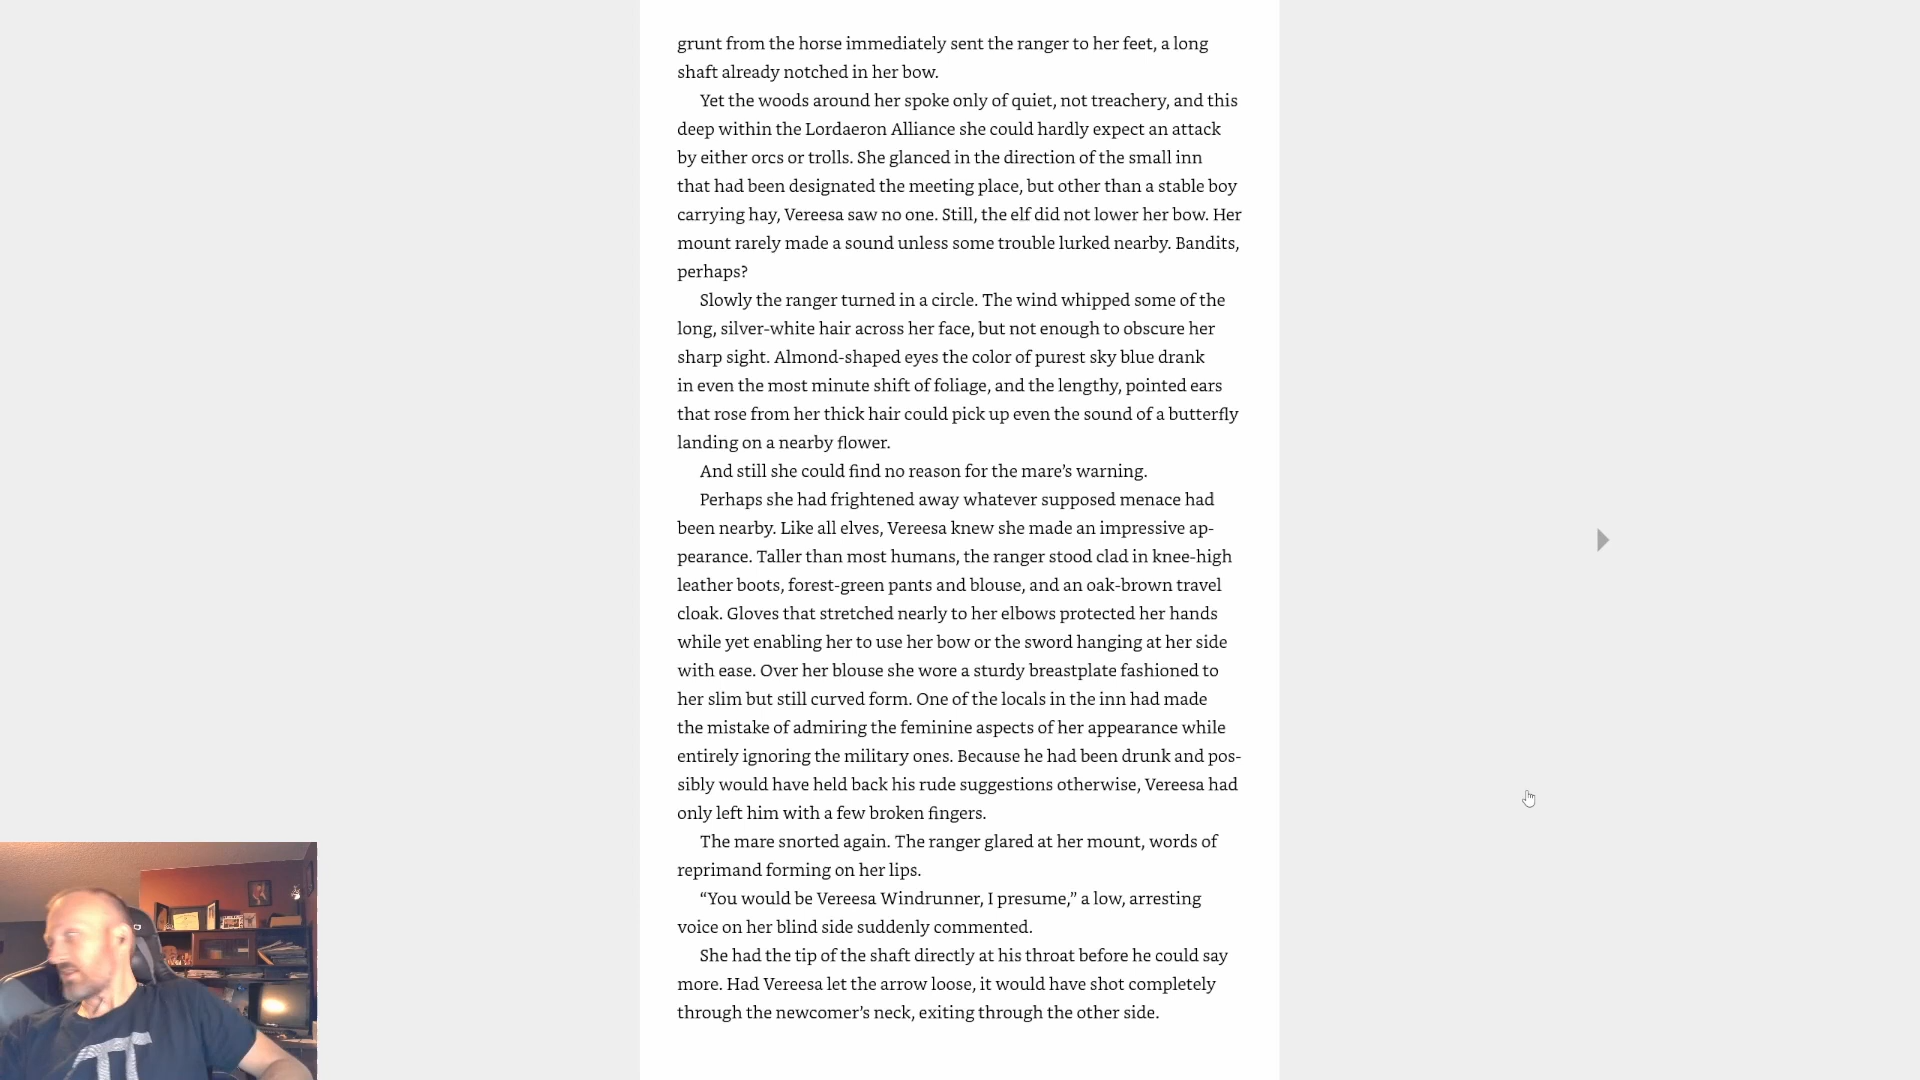 grunt from the horse immediately sent the ranger to her feet, a long
shaft already notched in her bow.
Yet the woods around her spoke only of quiet, not treachery, and this
deep within the Lordaeron Alliance she could hardly expect an attack
by either orcs or trolls. She glanced in the direction of the small inn
that had been designated the meeting place, but other than a stable boy
carrying hay, Vereesa saw no one. Still, the elf did not lower her bow. Her
mount rarely made a sound unless some trouble lurked nearby. Bandits,
perhaps?
Slowly the ranger turned in a circle. The wind whipped some of the
long, silver-white hair across her face, but not enough to obscure her
sharp sight. Almond-shaped eyes the color of purest sky blue drank
in even the most minute shift of foliage, and the lengthy, pointed ears
that rose from her thick hair could pick up even the sound of a butterfly
landing on a nearby flower.
And still she could find no reason for the mare’s warning.
Perhaps she had frightened away whatever supposed menace had
been nearby. Like all elves, Vereesa knew she made an impressive ap-
pearance. Taller than most humans, the ranger stood clad in knee-high
leather boots, forest-green pants and blouse, and an oak-brown travel
cloak. Gloves that stretched nearly to her elbows protected her hands
while yet enabling her to use her bow or the sword hanging at her side
with ease. Over her blouse she wore a sturdy breastplate fashioned to
her slim but still curved form. One of the locals in the inn had made
the mistake of admiring the feminine aspects of her appearance while
entirely ignoring the military ones. Because he had been drunk and pos-
sibly would have held back his rude suggestions otherwise, Vereesa had
only left him with a few broken fingers.
The mare snorted again. The ranger glared at her mount, words of
reprimand forming on her lips.
“You would be Vereesa Windrunner, I presume,” a low, arresting
voice on her blind side suddenly commented.
She had the tip of the shaft directly at his throat before he could say
more. Had Vereesa let the arrow loose, it would have shot completely
through the newcomer’s neck, exiting through the other side.